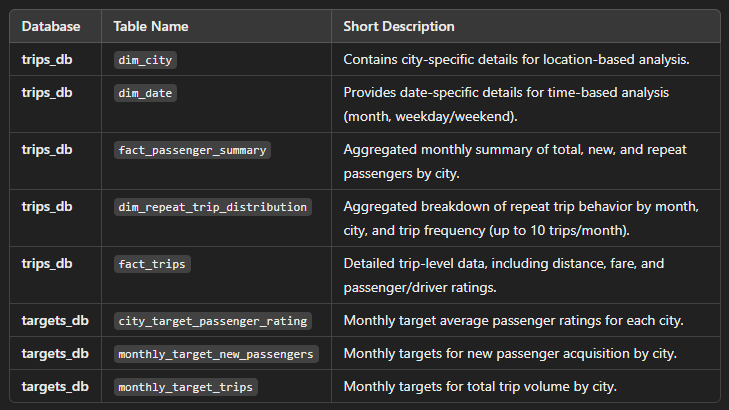 Database Table Name Short Description
trips_db dim_city Contains city-specific details for location-based analysis.
trips_db dim_date Provides date-specific details for time-based analysis
(month, weekday/weekend).
trips_db fact_passenger_summary Aggregated monthly summary of total, new, and repeat
passengers by city.
trips_db dim_repeat_trip_distribution Aggregated breakdown of repeat trip behavior by month,
city, and trip frequency (up to 10 trips/month).
trips_db fact_trips Detailed trip-level data, including distance, fare, and
passenger/driver ratings.
targets_db city_target_passenger_rating Monthly target average passenger ratings for each city.
targets_db monthly_target_new_passengers Monthly targets for new passenger acquisition by city.
targets_db monthly_target_trips Monthly targets for total trip volume by city.